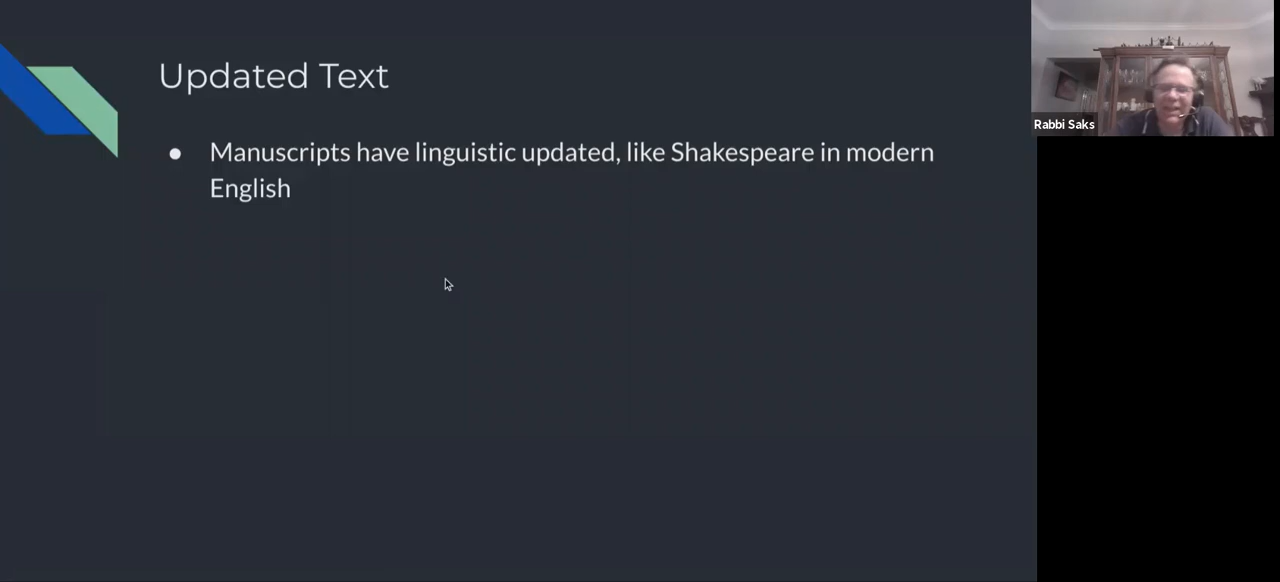 Updated Text
● Manuscripts have linguistic updated, like Shakespeare in modern
English
Rabbi Saks